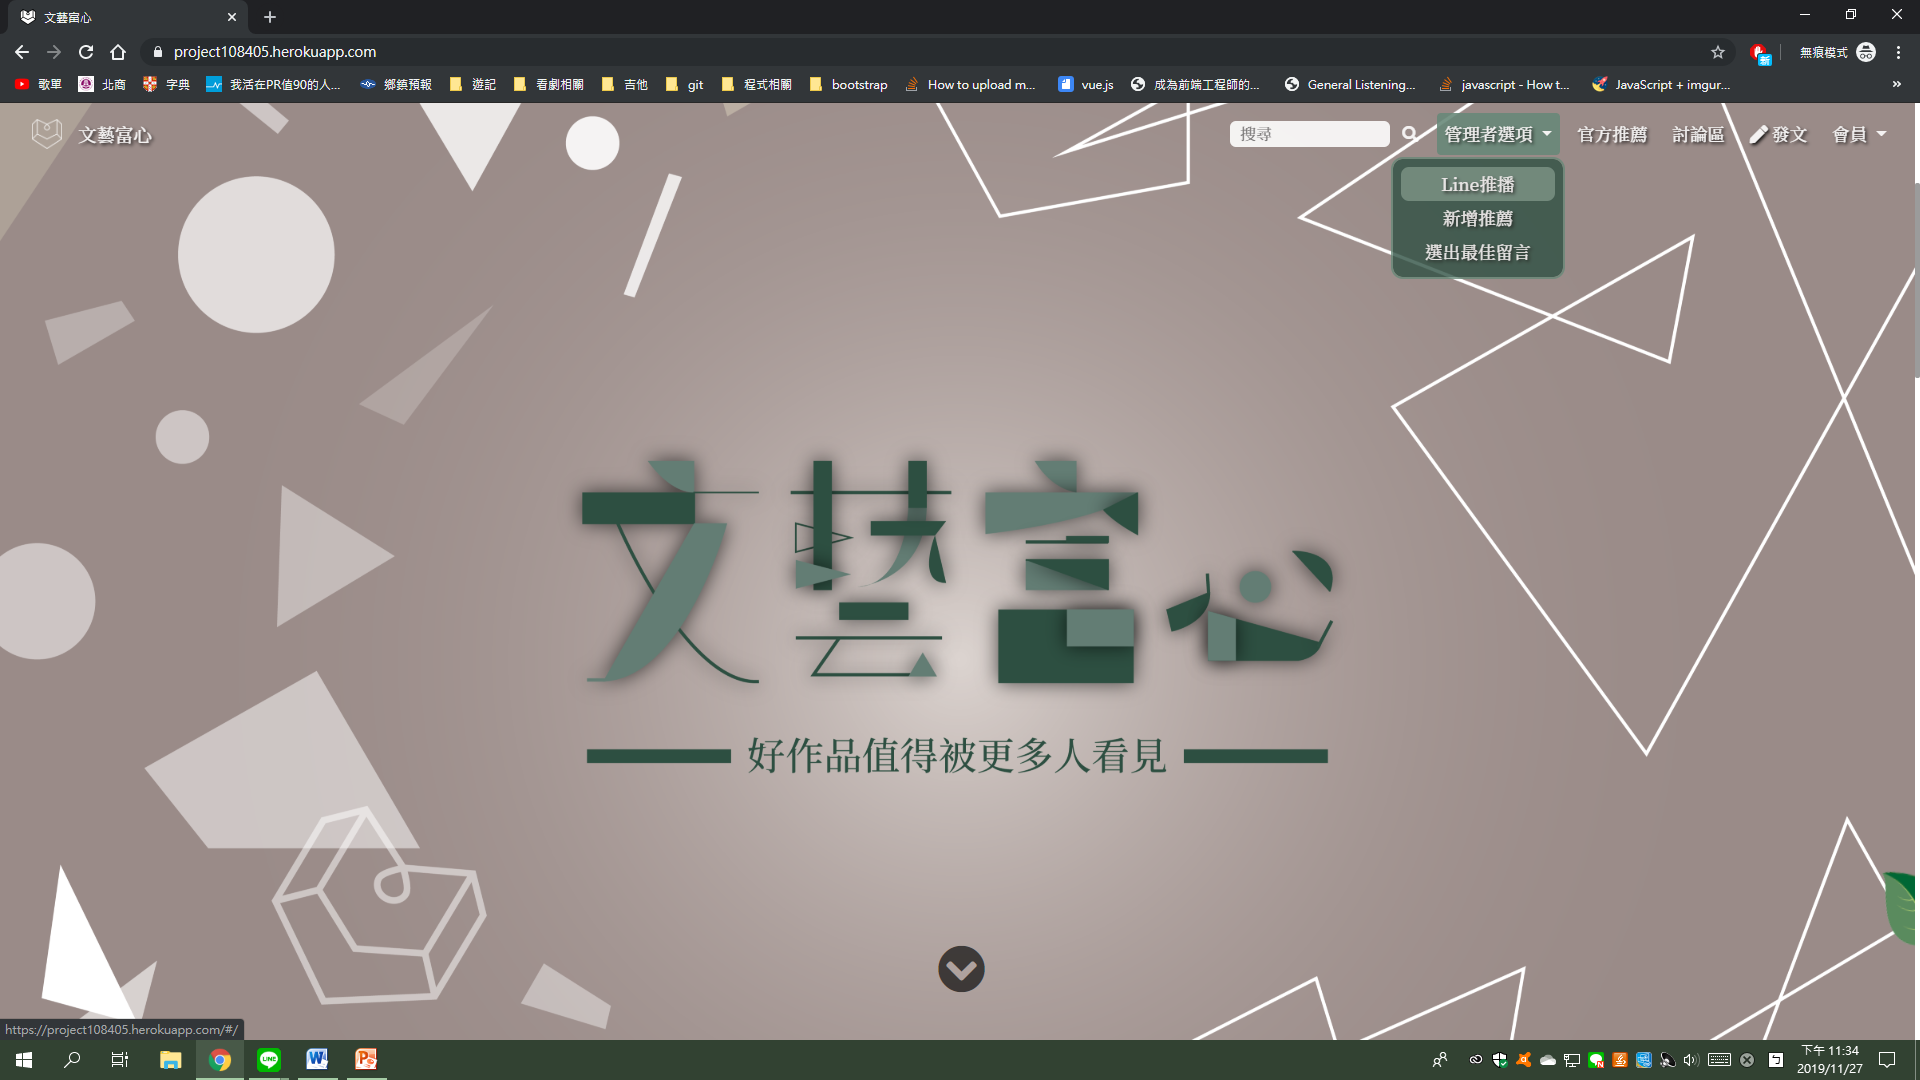 文藝富心
project108405.herokuapp.com
無痕模式
歌單
北商
字典
我活在PR值90的人...
鄉鎮預報
遊記
看劇相關
吉他
git
程式相關
bootstrap
How to upload m...
vue.js
成為前端工程師的...
General Listening...
javascript - How t...
JavaScript + imgur...
»
文藝富心
搜尋
管理者選項
官方推薦
討論區
發文
會員
Line推播
新增推薦
選出最佳留言
文藝富心
好作品值得被更多人看見
https://project108405.herokuapp.com/#/
下午 11:34
2019/11/27